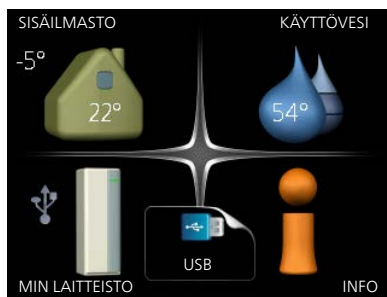 SISÄILMASTO
KÄYTTÖVESI
-5°
22°
54°
USB
MIN LAITTEISTO
INFO